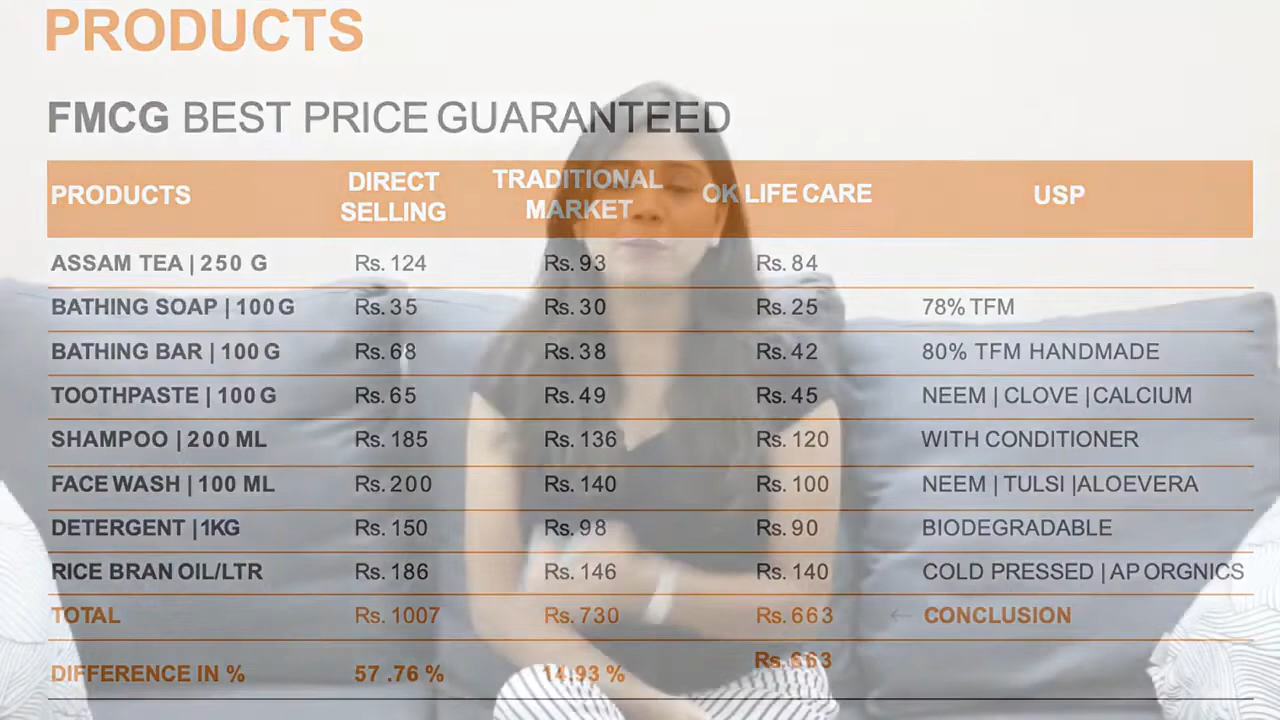 PRODUCTS
FMCG BEST PRICE GUARANTEED
PRODUCTS DIRECT SELLING TRADITIONAL MARKET OK LIFE CARE USP
ASSAM TEA | 250 G Rs. 124 Rs. 93 Rs. 84
BATHING SOAP | 100 G Rs. 35 Rs. 30 Rs. 25 78% TFM
BATHING BAR | 100 G Rs. 68 Rs. 38 Rs. 42 80% TFM HANDMADE
TOOTHPASTE | 100 G Rs. 65 Rs. 49 Rs. 45 NEEM | CLOVE | CALCIUM
SHAMPOO | 200 ML Rs. 185 Rs. 136 Rs. 120 WITH CONDITIONER
FACE WASH | 100 ML Rs. 200 Rs. 140 Rs. 100 NEEM | TULSI | ALOEVERA
DETERGENT | 1KG Rs. 150 Rs. 98 Rs. 90 BIODEGRADABLE
RICE BRAN OIL/LTR Rs. 186 Rs. 146 Rs. 140 COLD PRESSED | AP ORGNICS
TOTAL Rs. 1007 Rs. 730 Rs. 663 ← CONCLUSION
DIFFERENCE IN % 57 .76 % 14.93 % Rs. 663